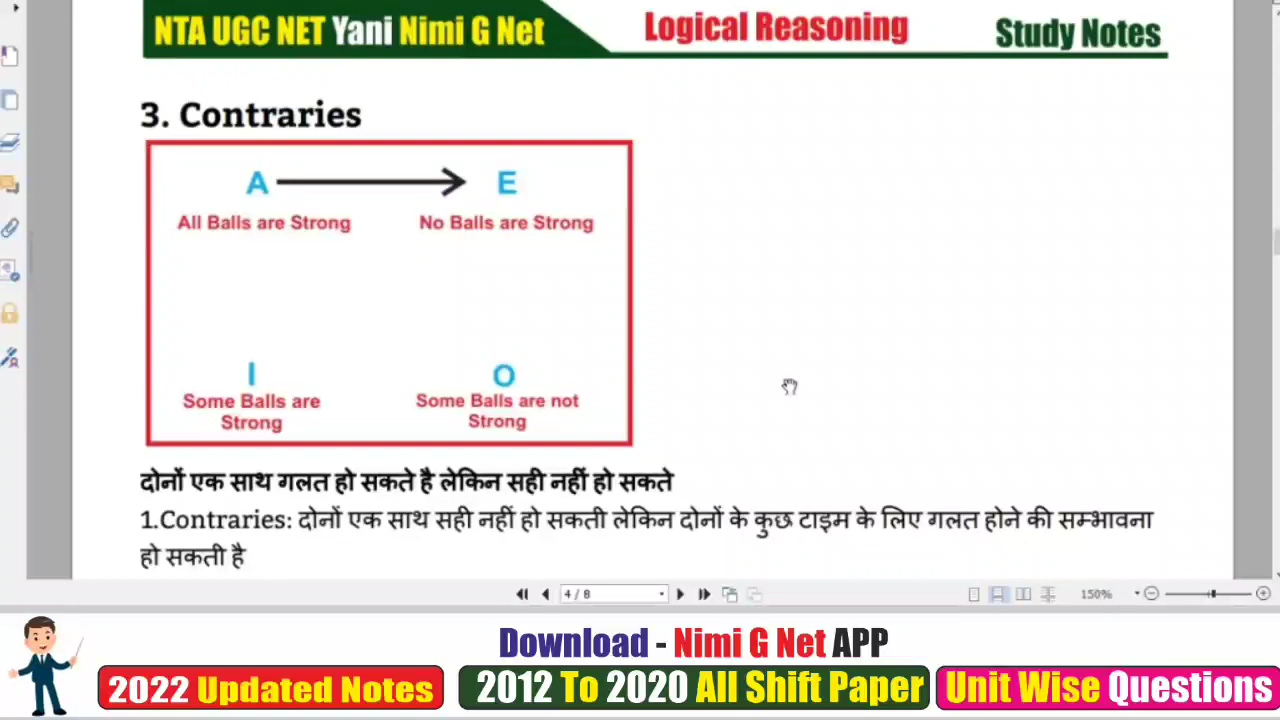 NTA UGC NET Yani Nimi G Net
Logical Reasoning
Study Notes
3. Contraries
A
E
All Balls are Strong
No Balls are Strong
I
O
Some Balls are
Strong
Some Balls are not
Strong
दोनों एक साथ गलत हो सकते है लेकिन सही नहीं हो सकते
1.Contraries: दोनों एक साथ सही नहीं हो सकती लेकिन दोनों के कुछ टाइम के लिए गलत होने की सम्भावना
हो सकती है
4 / 8
150%
Download - Nimi G Net APP
2022 Updated Notes
2012 To 2020 All Shift Paper
Unit Wise Questions